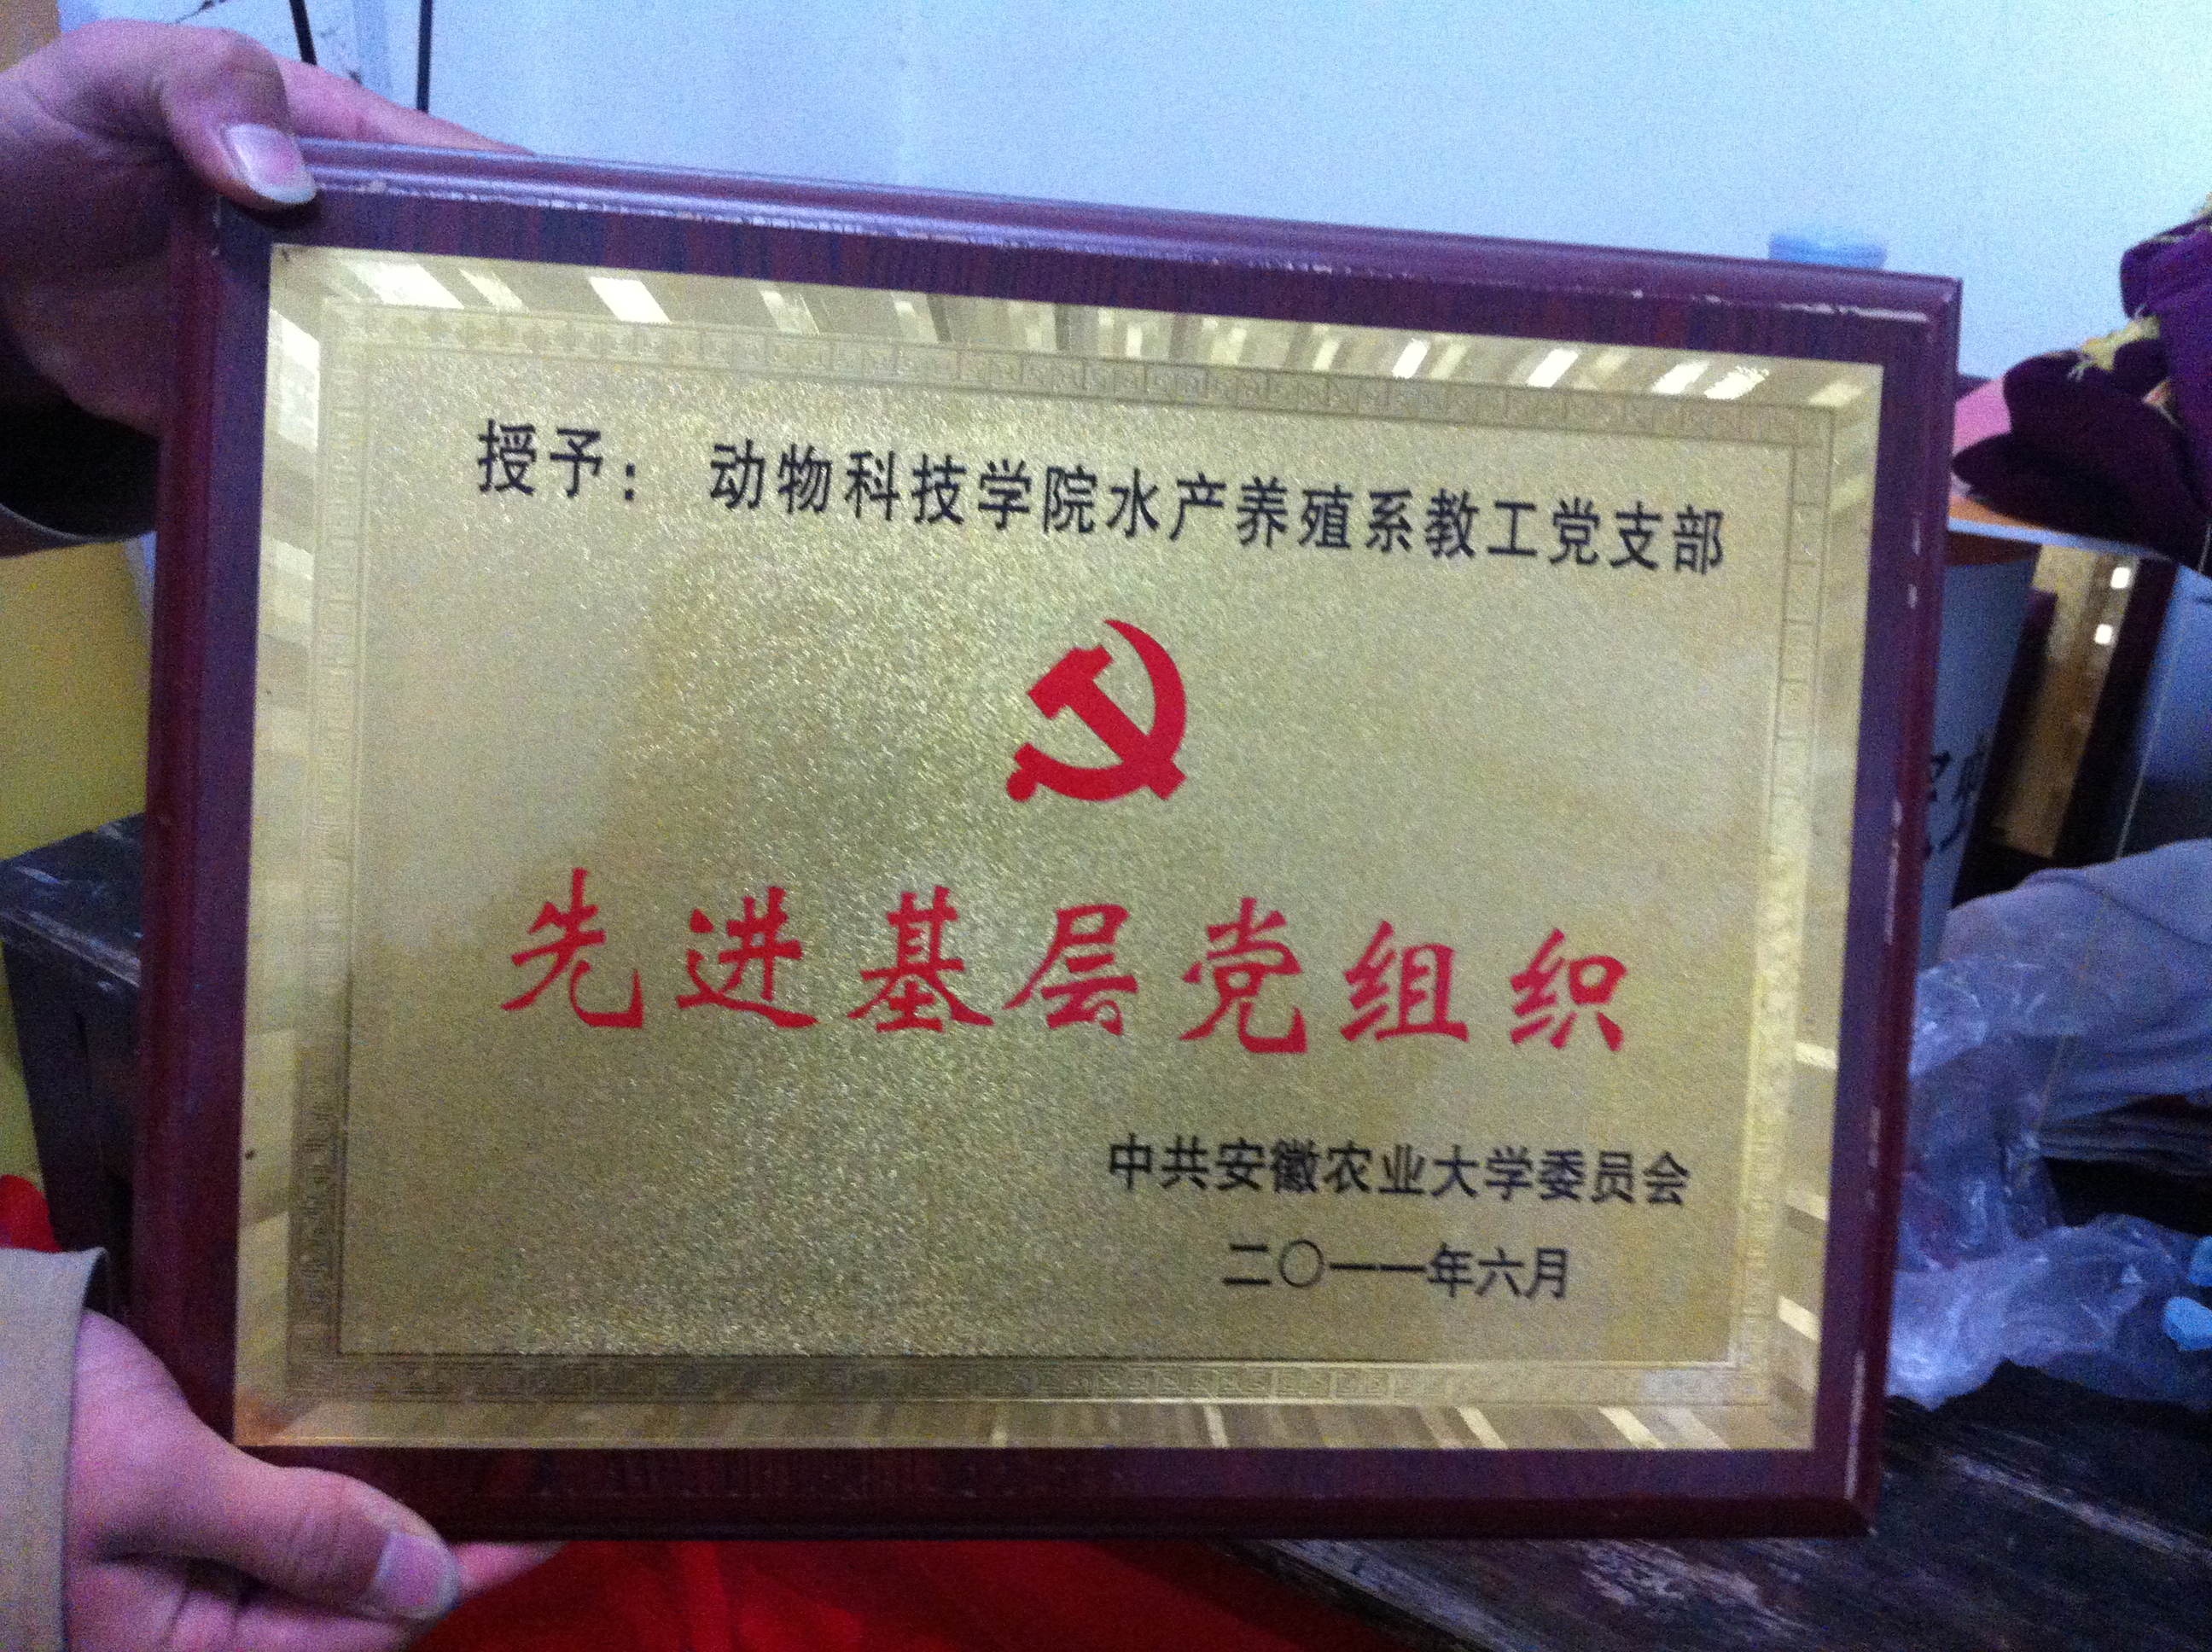 授予： 动物科技学院水产养殖系教工党支部
先进基层党组织
中共安徽农业大学委员会
二〇一一年六月